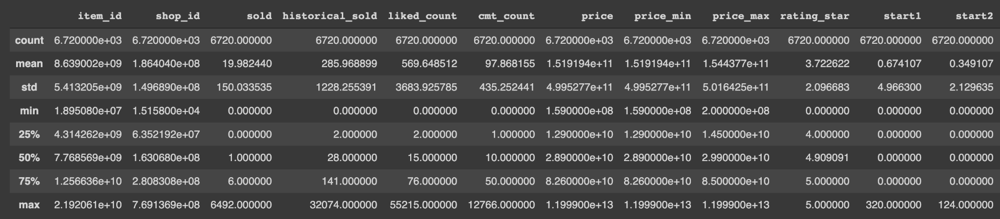 item_id shop_id sold historical_sold liked_count cmt_count price price_min price_max rating_star start1 start2
count 6.720000e+03 6.720000e+03 6720.000000 6720.000000 6720.000000 6720.000000 6.720000e+03 6.720000e+03 6.720000e+03 6720.000000 6720.000000 6720.000000
mean 8.639002e+09 1.864040e+08 19.982440 285.968899 569.648512 97.868155 1.519194e+11 1.519194e+11 1.544377e+11 3.722622 0.674107 0.349107
std 5.413205e+09 1.496890e+08 150.033535 1228.255391 3683.925785 435.252441 4.995277e+11 4.995277e+11 5.016425e+11 2.096683 4.966300 2.129635
min 1.895080e+07 1.515800e+04 0.000000 0.000000 0.000000 0.000000 1.590000e+08 1.590000e+08 2.000000e+08 0.000000 0.000000 0.000000
25% 4.314262e+09 6.352192e+07 0.000000 2.000000 2.000000 1.000000 1.290000e+10 1.290000e+10 1.450000e+10 4.000000 0.000000 0.000000
50% 7.768569e+09 1.630680e+08 1.000000 28.000000 15.000000 10.000000 2.890000e+10 2.890000e+10 2.990000e+10 4.909091 0.000000 0.000000
75% 1.256636e+10 2.808308e+08 6.000000 141.000000 76.000000 50.000000 8.260000e+10 8.260000e+10 8.500000e+10 5.000000 0.000000 0.000000
max 2.192061e+10 7.691369e+08 6492.000000 32074.000000 55215.000000 12766.000000 1.199900e+13 1.199900e+13 1.199900e+13 5.000000 320.000000 124.000000